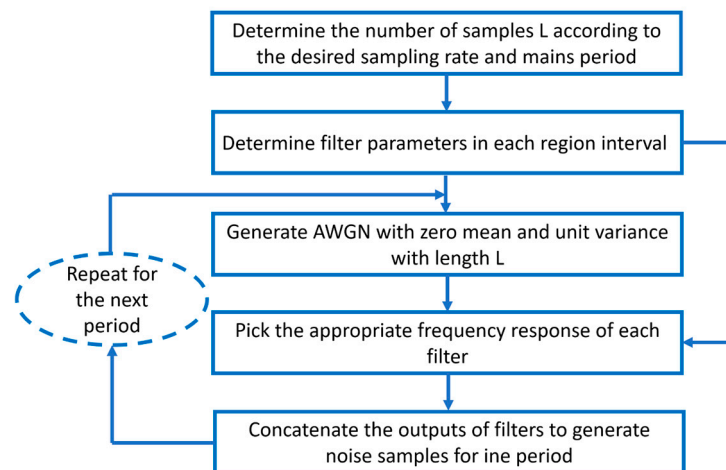 Determine the number of samples L according to
the desired sampling rate and mains period
Determine filter parameters in each region interval
Generate AWGN with zero mean and unit variance
with length L
Repeat for
the next
period
Pick the appropriate frequency response of each
filter
Concatenate the outputs of filters to generate
noise samples for ine period